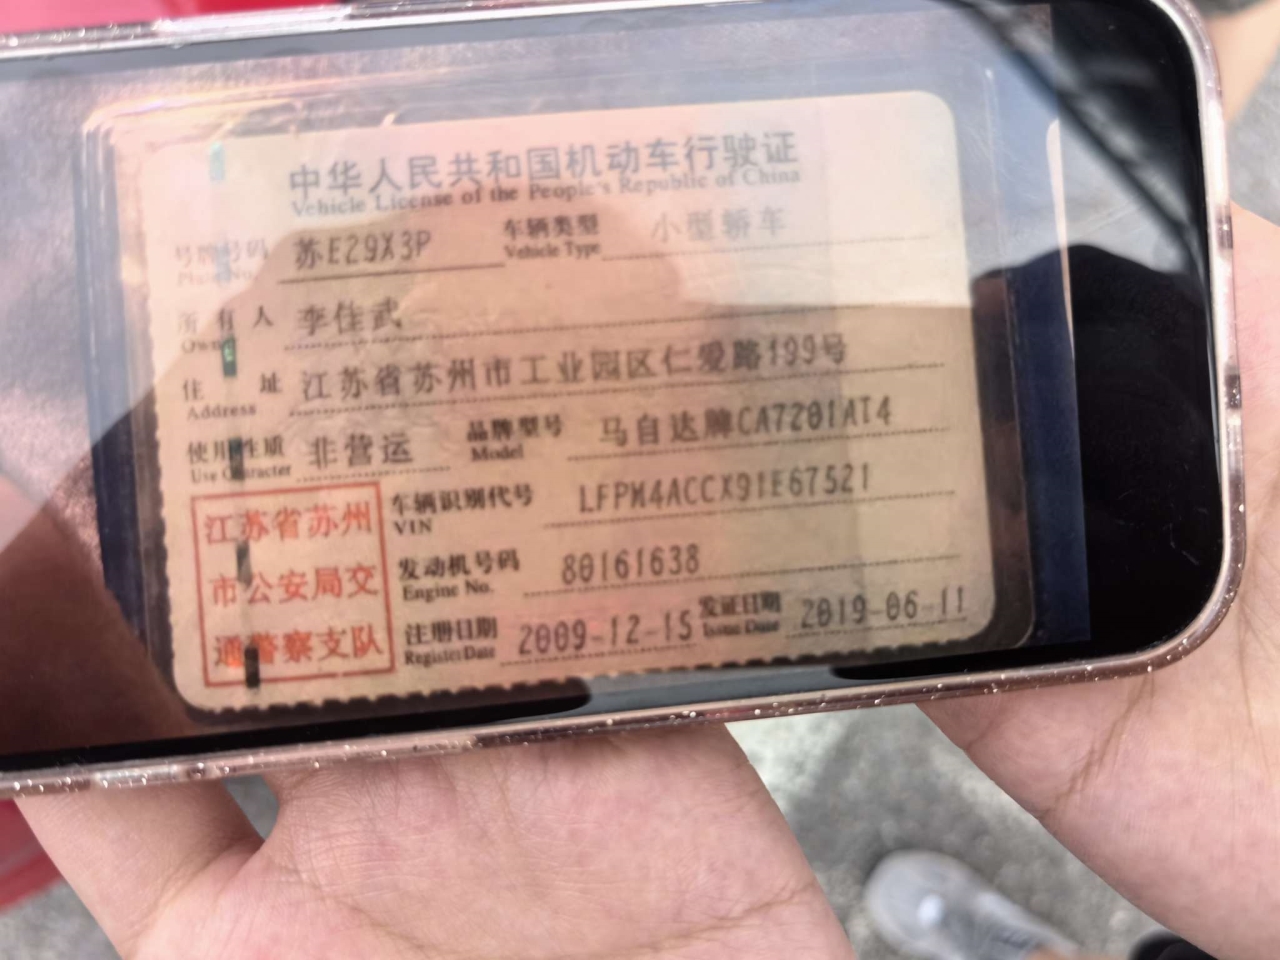 中华人民共和国机动车行驶证
Vehicle License of the People's Republic of China
号牌号码 苏E29X3P 车辆类型 小型轿车
Plate No. Vehicle Type
所有人 李佳武
Owner
住址 江苏省苏州市工业园区仁爱路199号
Address
使用性质 非营运 品牌型号 马自达牌CA7201AT4
Use Character Model
江苏省苏州
市公安局交
通警察支队
车辆识别代号 LFPM4ACCX91E67521
VIN
发动机号码 80161638
Engine No.
注册日期 2009-12-15 发证日期 2019-06-11
Register Date Issue Date